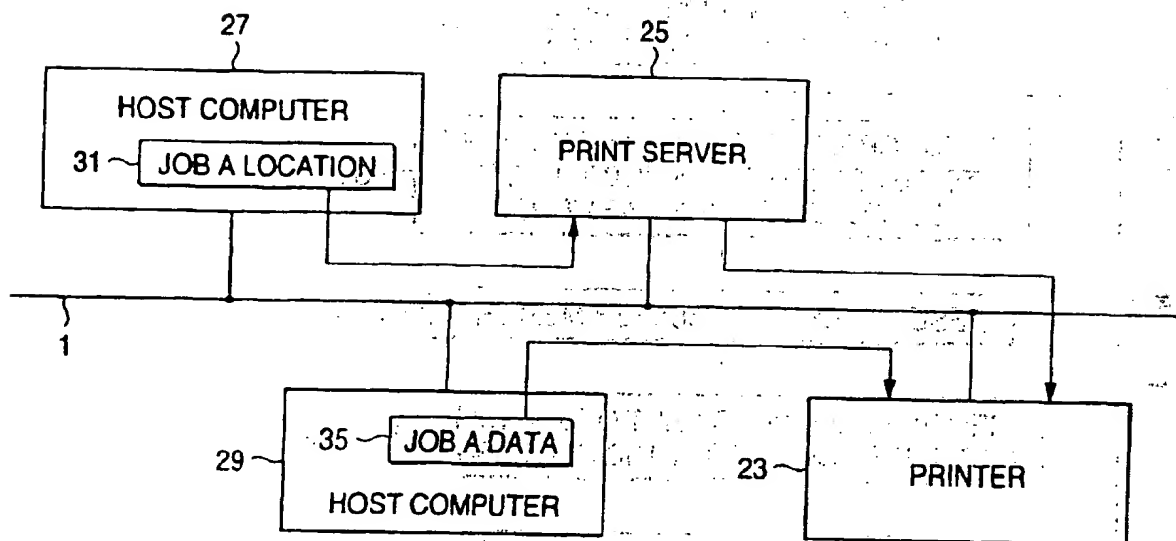 27
25
HOST COMPUTER
31
JOB A LOCATION
PRINT SERVER
1
35
JOB A DATA
29
HOST COMPUTER
23
PRINTER